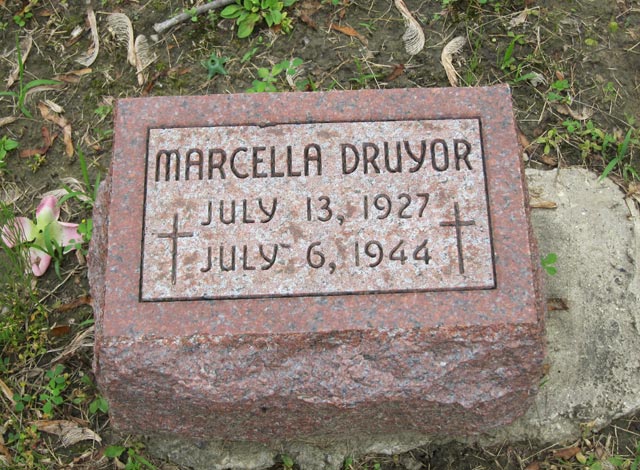 MARCELLA DRUYOR
JULY 13, 1927
JULY 6, 1944